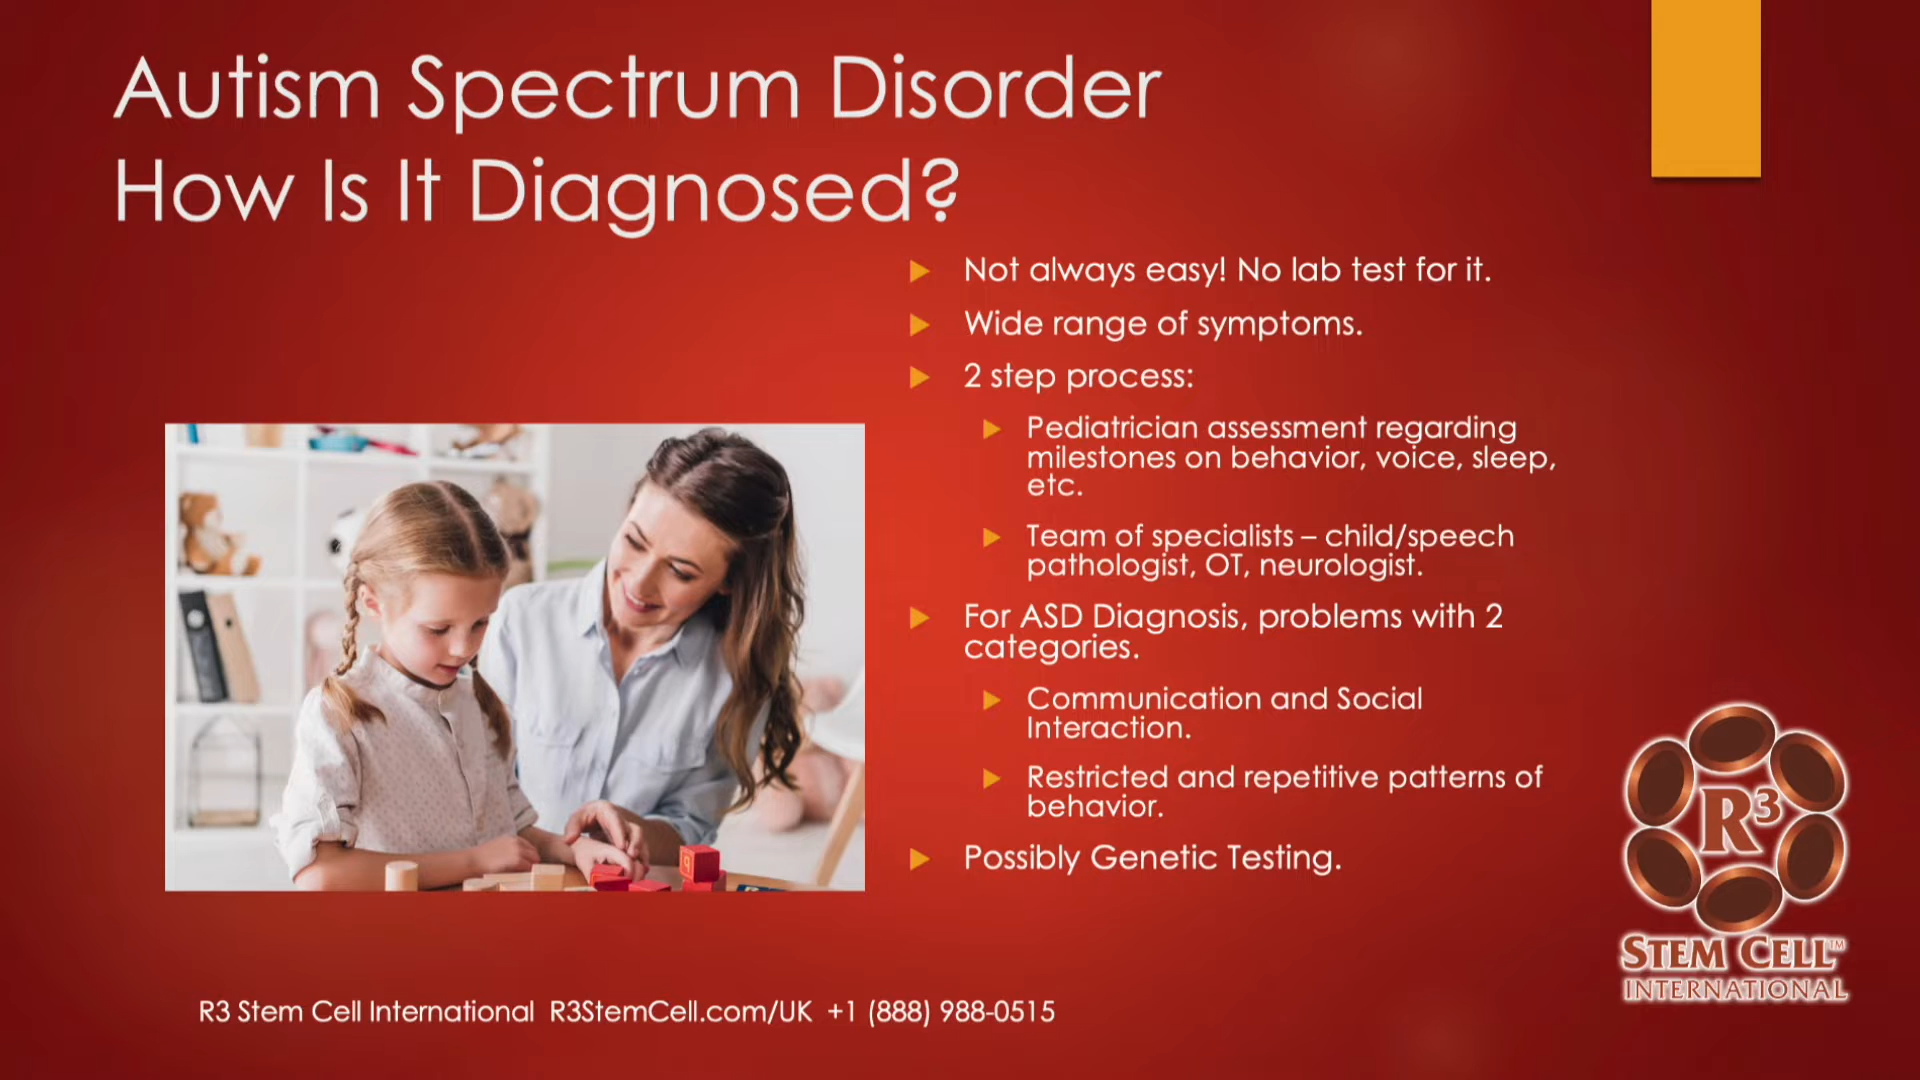 Autism Spectrum Disorder
How Is It Diagnosed?
Not always easy! No lab test for it.
Wide range of symptoms.
2 step process:
Pediatrician assessment regarding
milestones on behavior, voice, sleep,
etc.
Team of specialists – child/speech
pathologist, OT, neurologist.
For ASD Diagnosis, problems with 2
categories.
Communication and Social
Interaction.
Restricted and repetitive patterns of
behavior.
Possibly Genetic Testing.
R3
STEM CELL™
INTERNATIONAL
R3 Stem Cell International R3StemCell.com/UK +1 (888) 988-0515